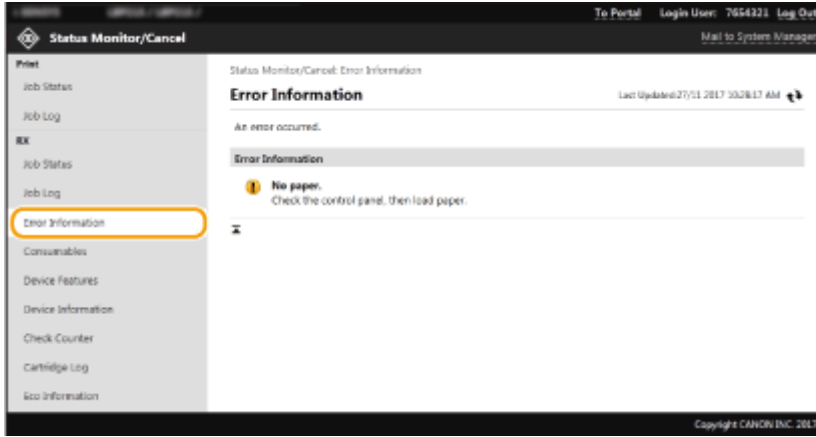 To Portal Login User: 7654321 Log Out
Status Monitor/Cancel
Mail to System Manager
Print
Job Status
Job Log
RX
Job Status
Job Log
Error Information
Consumables
Device Features
Device Information
Check Counter
Cartridge Log
Eco Information
Status Monitor/Cancel: Error Information
Error Information
Last Updated:27/11 2017 10:28:17 AM
An error occurred.
Error Information
No paper.
Check the control panel, then load paper.
Copyright CANON INC. 2017